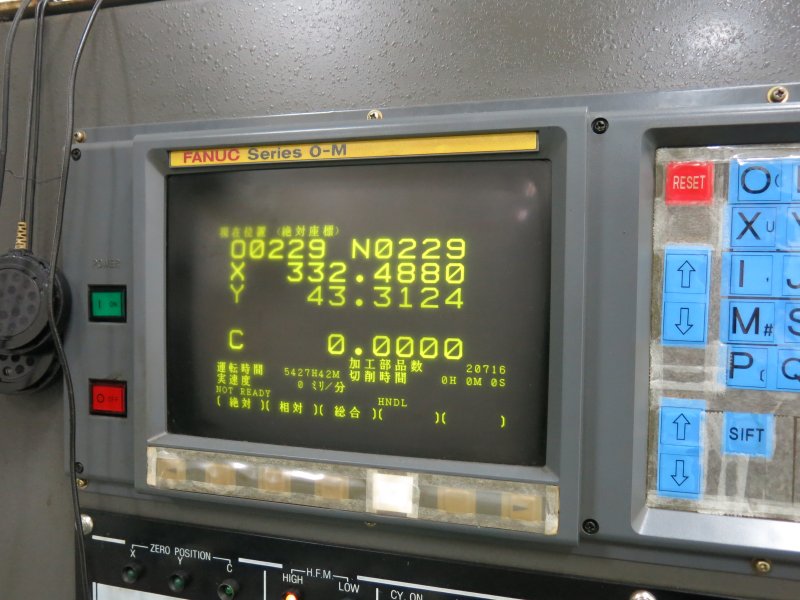 FANUC Series O-M
現在位置 (絶対座標)
O0229 N0229
X 332.4880
Y 43.3124
C 0.0000
運転時間 5427H42M 加工部品数 20716
実速度 0 ミリ/分 切削時間 0H 0M 0S
NOT READY HNDL
[ 絶対 ][ 相対 ][ 総合 ][ ][ ]
POWER
I ON
O OFF
RESET
O(
XU
I,
M#
P[
SIFT
ZERO POSITION
X Y C
H.F.M
HIGH LOW
CY.ON